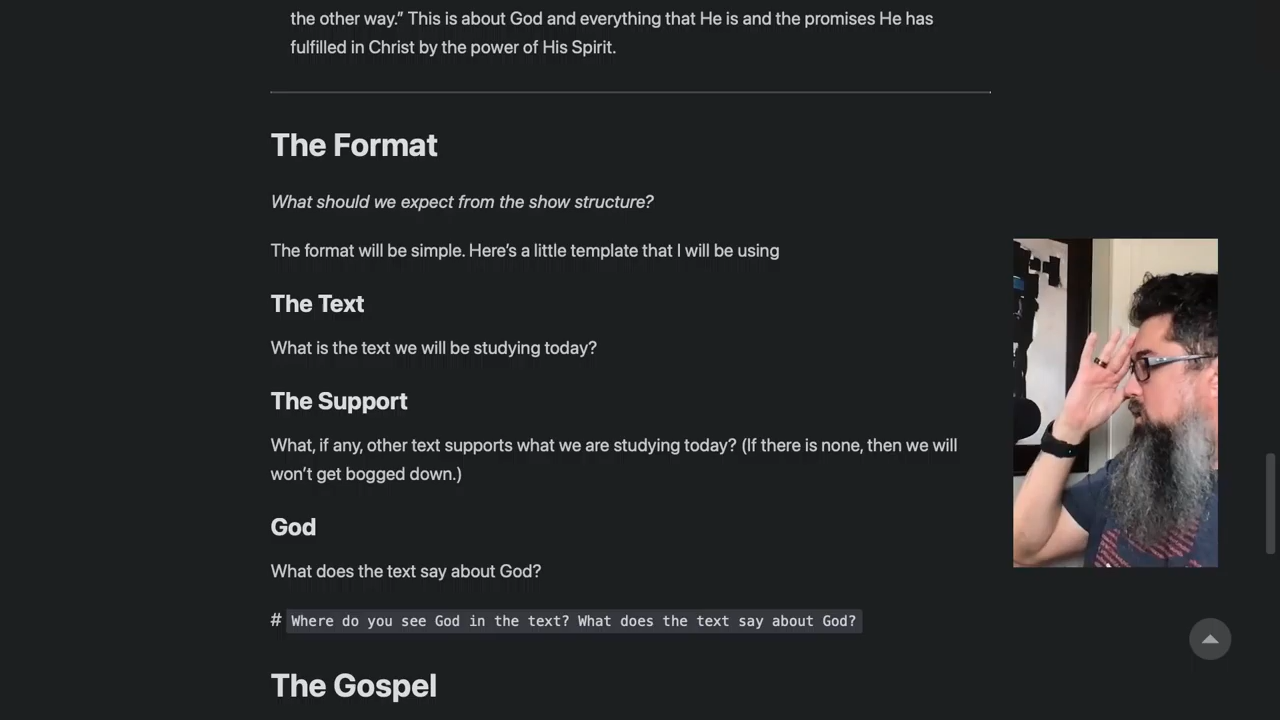 the other way.” This is about God and everything that He is and the promises He has
fulfilled in Christ by the power of His Spirit.
The Format
What should we expect from the show structure?
The format will be simple. Here’s a little template that I will be using
The Text
What is the text we will be studying today?
The Support
What, if any, other text supports what we are studying today? (If there is none, then we will
won’t get bogged down.)
God
What does the text say about God?
# Where do you see God in the text? What does the text say about God?
The Gospel